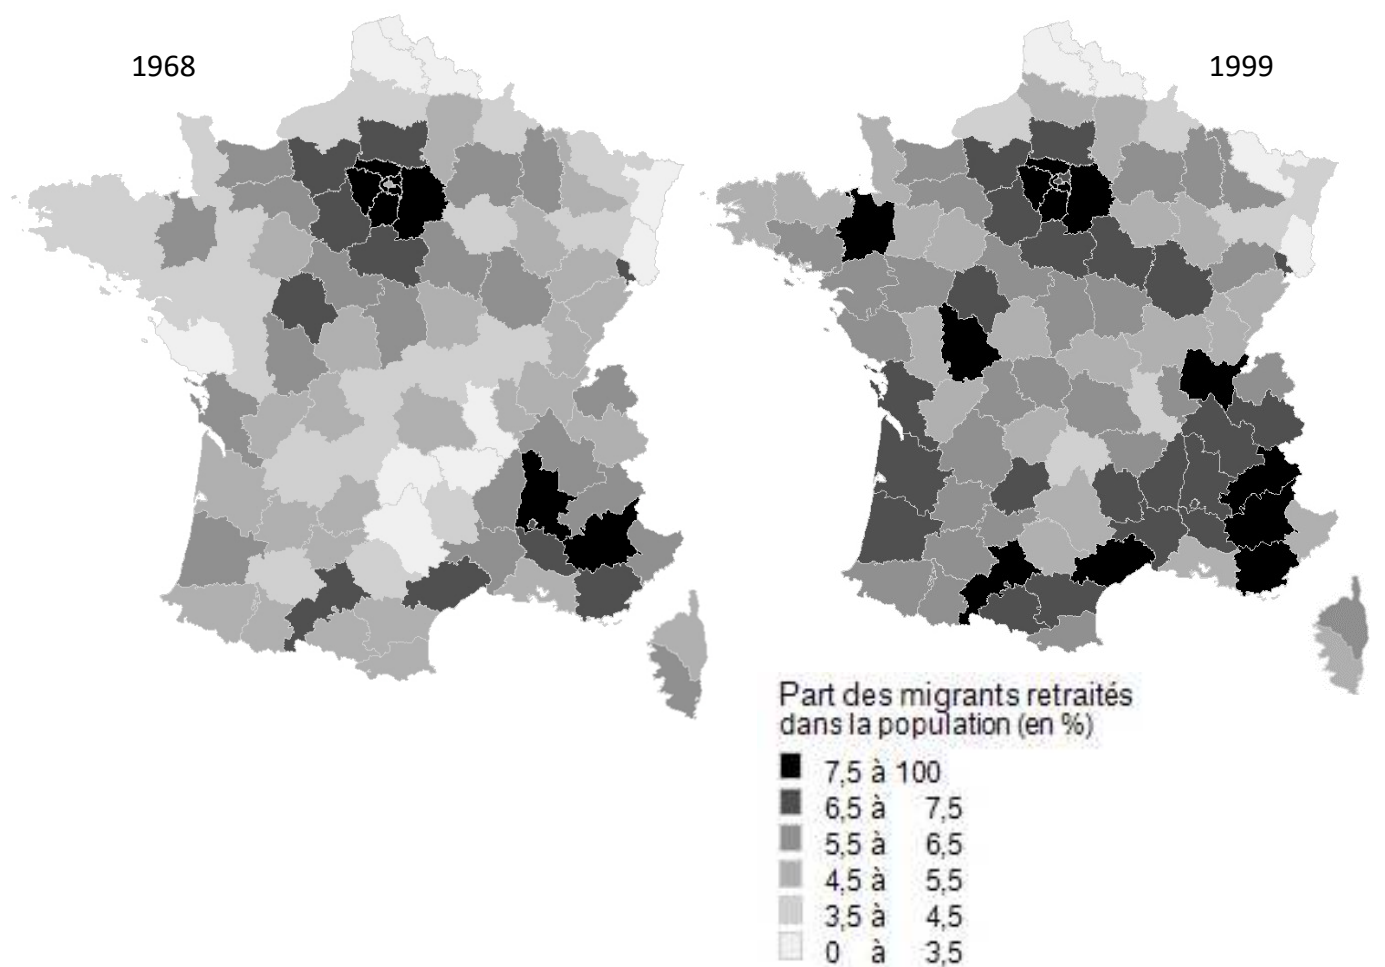 1968
1999
Part des migrants retraités
dans la population (en %)
7,5 à 100
6,5 à 7,5
5,5 à 6,5
4,5 à 5,5
3,5 à 4,5
0 à 3,5